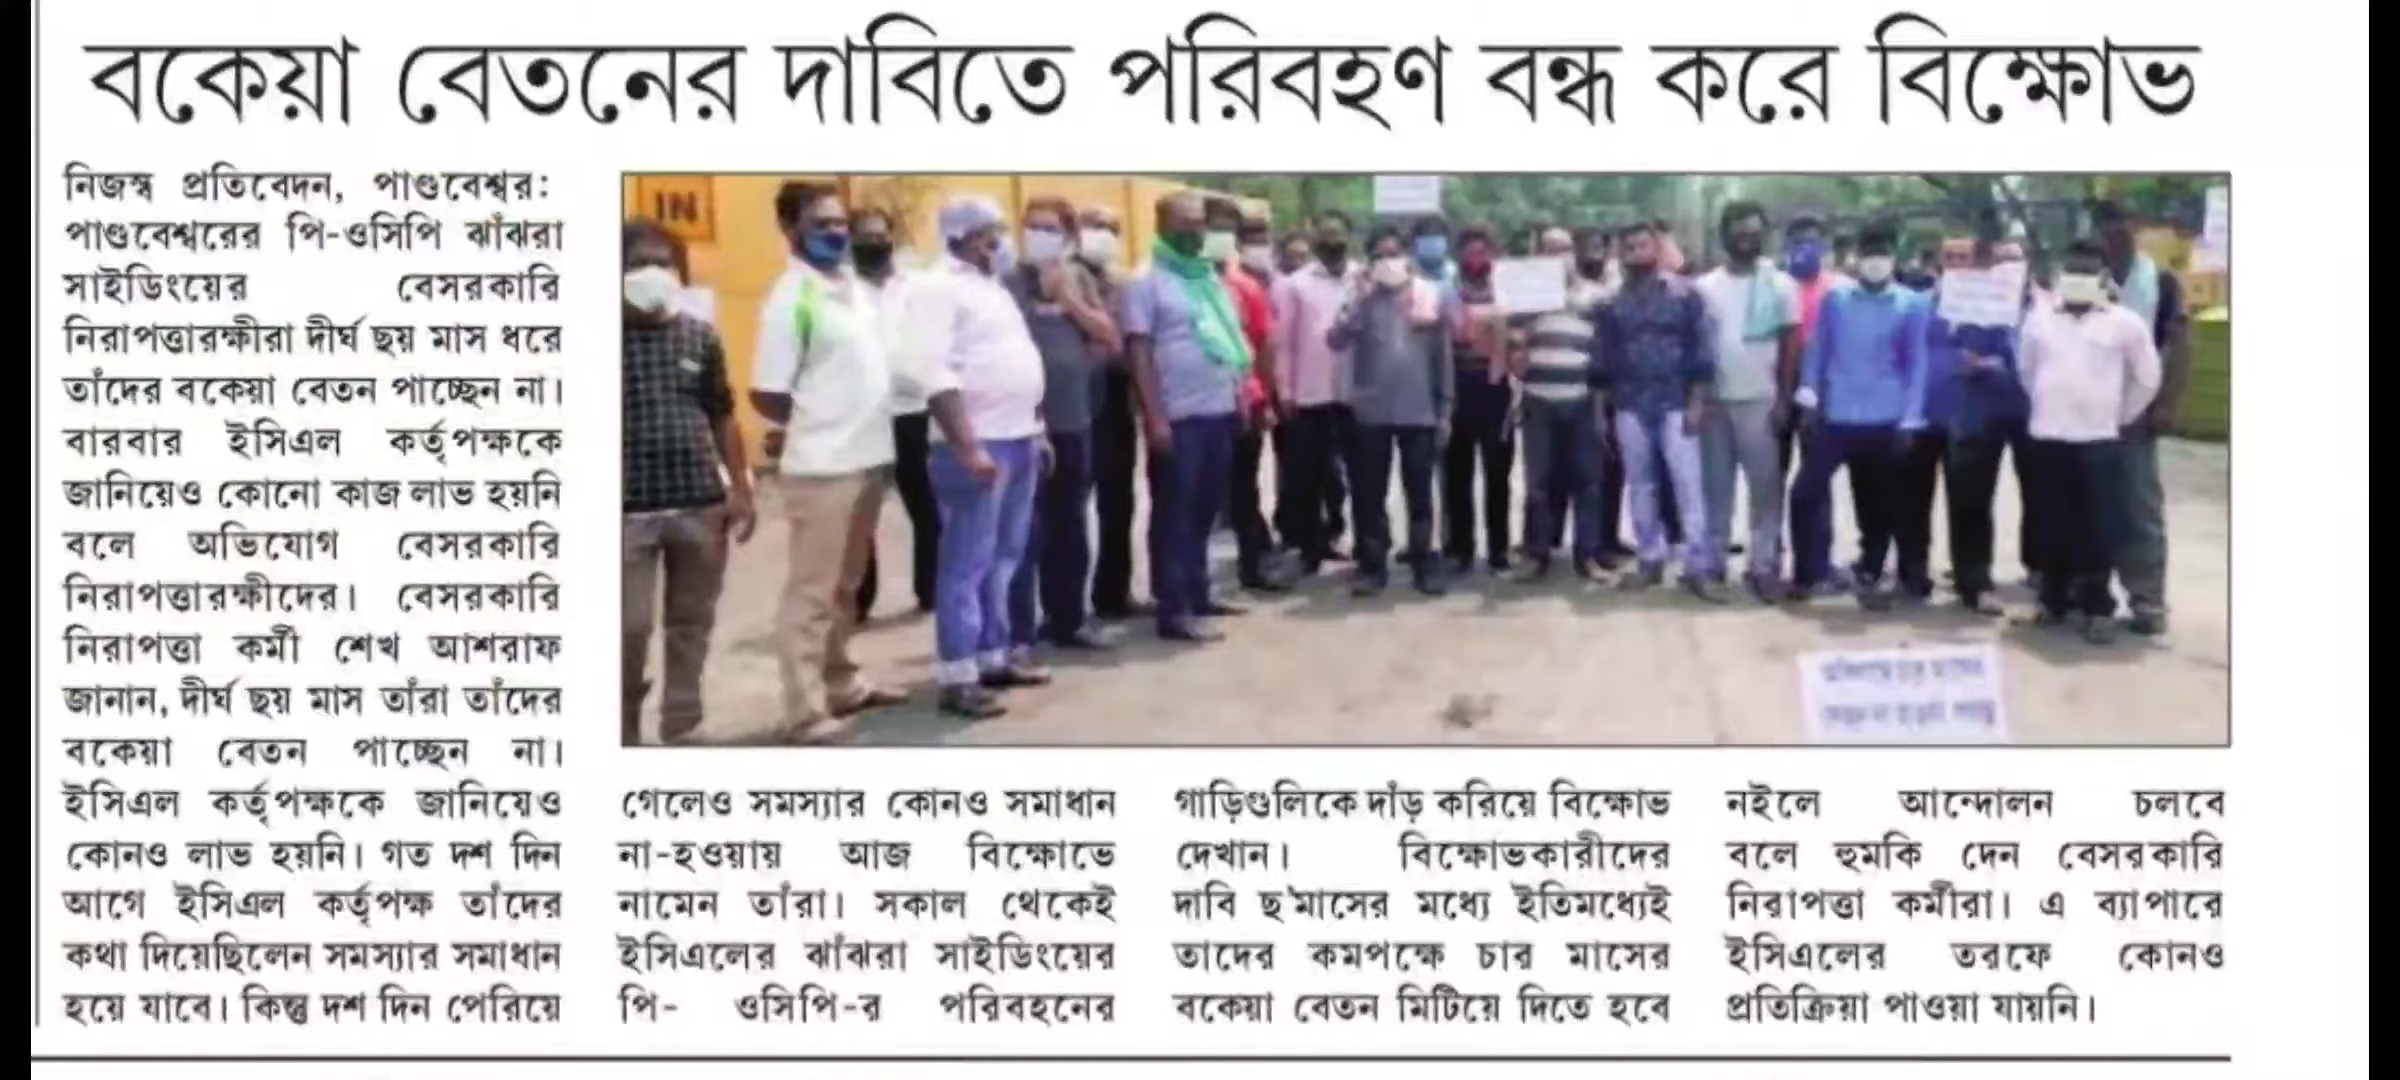 বকেয়া বেতনের দাবিতে পরিবহণ বন্ধ করে বিক্ষোভ
নিজস্ব প্রতিবেদন, পাণ্ডবেশ্বর:
পাণ্ডবেশ্বরের পি-ওসিপি ঝাঁঝরা
সাইডিংয়ের বেসরকারি
নিরাপত্তারক্ষীরা দীর্ঘ ছয় মাস ধরে
তাঁদের বকেয়া বেতন পাচ্ছেন না।
বারবার ইসিএল কর্তৃপক্ষকে
জানিয়েও কোনো কাজ লাভ হয়নি
বলে অভিযোগ বেসরকারি
নিরাপত্তারক্ষীদের। বেসরকারি
নিরাপত্তা কর্মী শেখ আশরাফ
জানান, দীর্ঘ ছয় মাস তাঁরা তাঁদের
বকেয়া বেতন পাচ্ছেন না।
ইসিএল কর্তৃপক্ষকে জানিয়েও
কোনও লাভ হয়নি। গত দশ দিন
আগে ইসিএল কর্তৃপক্ষ তাঁদের
কথা দিয়েছিলেন সমস্যার সমাধান
হয়ে যাবে। কিন্তু দশ দিন পেরিয়ে
IN
গেলেও সমস্যার কোনও সমাধান
না-হওয়ায় আজ বিক্ষোভে
নামেন তাঁরা। সকাল থেকেই
ইসিএলের ঝাঁঝরা সাইডিংয়ের
পি- ওসিপি-র পরিবহনের
গাড়িগুলিকে দাঁড় করিয়ে বিক্ষোভ
দেখান। বিক্ষোভকারীদের
দাবি ছ'মাসের মধ্যে ইতিমধ্যেই
তাদের কমপক্ষে চার মাসের
বকেয়া বেতন মিটিয়ে দিতে হবে
নইলে আন্দোলন চলবে
বলে হুমকি দেন বেসরকারি
নিরাপত্তা কর্মীরা। এ ব্যাপারে
ইসিএলের তরফে কোনও
প্রতিক্রিয়া পাওয়া যায়নি।